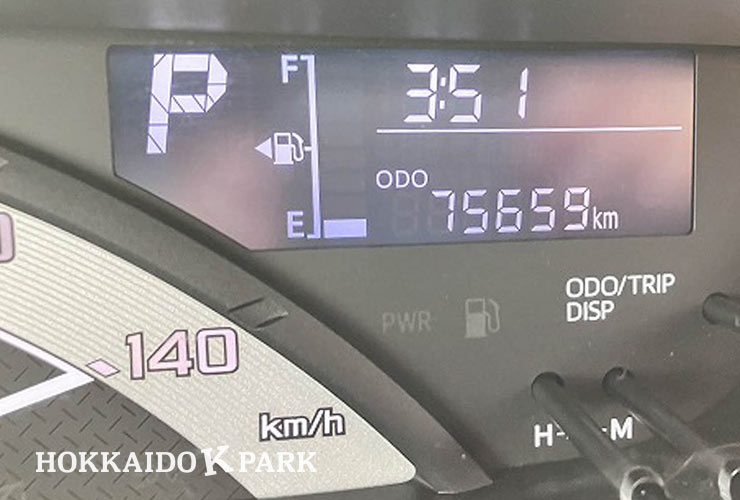 P
F
3:51
ODO
75659km
E
ODO/TRIP
DISP
PWR
140
km/h
H
M
HOKKAIDO K PARK